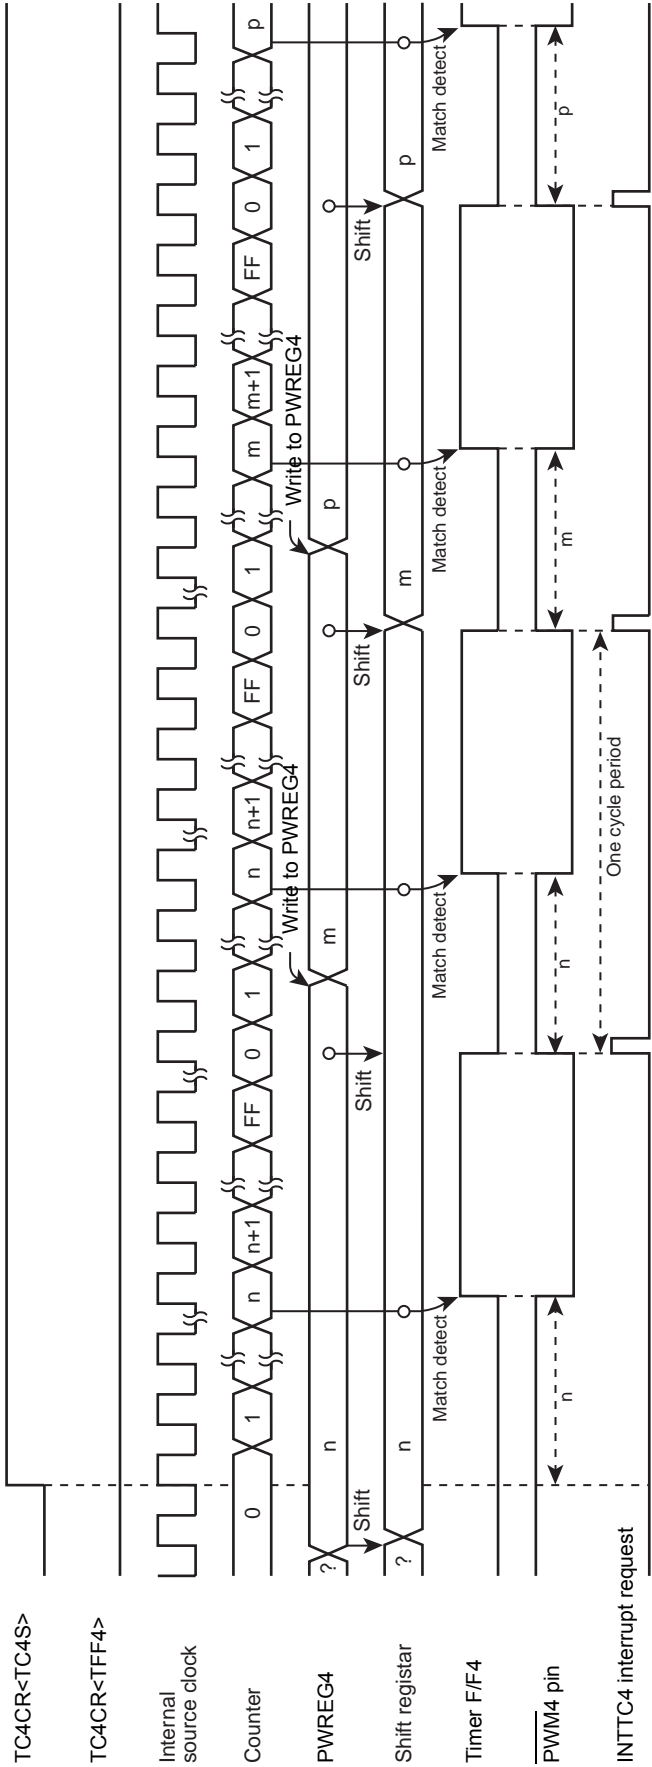 TC4CR<TC4S>
TC4CR<TFF4>
Internal
source clock
Counter
0 1 n n+1 FF 0 1 n n+1 FF 0 1 m m+1 FF 0 1 p
Write to PWREG4
Write to PWREG4
PWREG4
? n m p
Shift
Shift
Shift
Shift
Shift registar
? n m p
Match detect
Match detect
Match detect
Match detect
Timer F/F4
PWM4 pin
n n m p
One cycle period
INTTC4 interrupt request